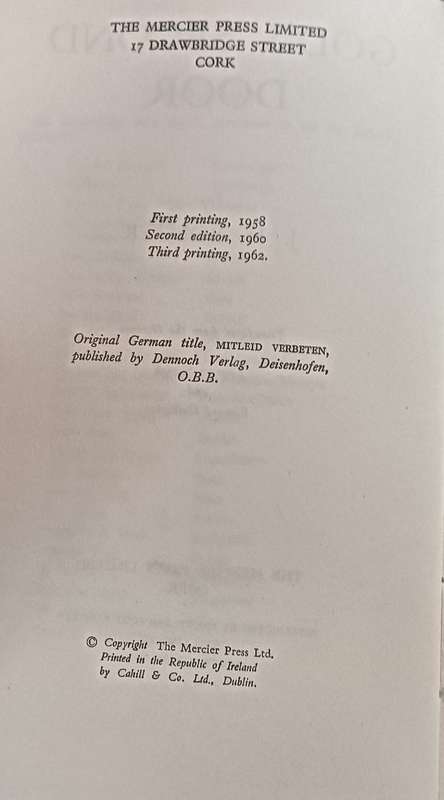 THE MERCIER PRESS LIMITED
17 DRAWBRIDGE STREET
CORK
First printing, 1958
Second edition, 1960
Third printing, 1962.
Original German title, MITLEID VERBETEN,
published by Dennoch Verlag, Deisenhofen,
O.B.B.
© Copyright The Mercier Press Ltd.
Printed in the Republic of Ireland
by Cahill & Co. Ltd., Dublin.